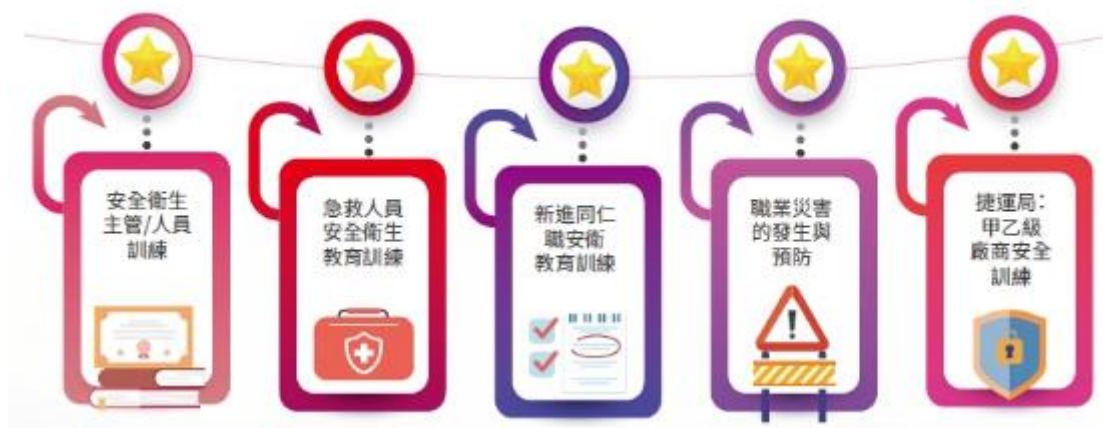 安全衛生
主管/人員
訓練
急救人員
安全衛生
教育訓練
新進同仁
職安衛
教育訓練
職業災害
的發生與
預防
捷運局：
甲乙級
廠商安全
訓練